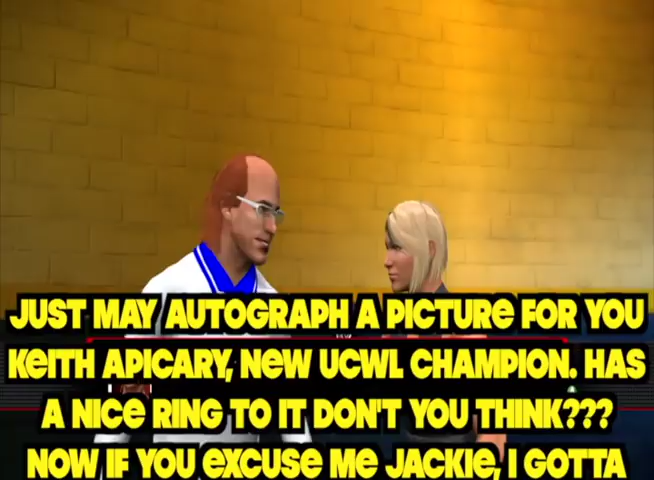 JUST MAY AUTOGRAPH A PICTURE FOR YOU
KEITH APICARY, NEW UCWL CHAMPION. HAS
A NICE RING TO IT DON'T YOU THINK???
NOW IF YOU EXCUSE ME JACKIE, I GOTTA